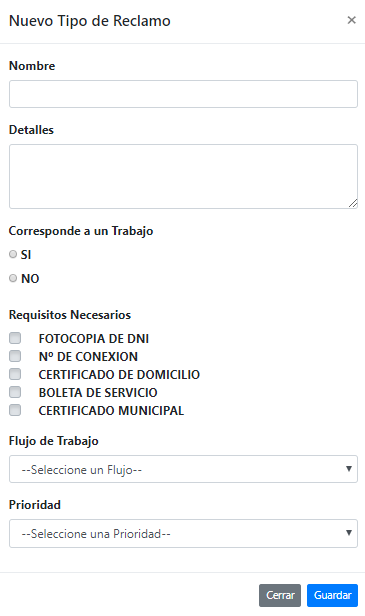 Nuevo Tipo de Reclamo ×
Nombre
Detalles
Corresponde a un Trabajo
SI
NO
Requisitos Necesarios
FOTOCOPIA DE DNI
Nº DE CONEXION
CERTIFICADO DE DOMICILIO
BOLETA DE SERVICIO
CERTIFICADO MUNICIPAL
Flujo de Trabajo
--Seleccione un Flujo--
Prioridad
--Seleccione una Prioridad--
Cerrar Guardar